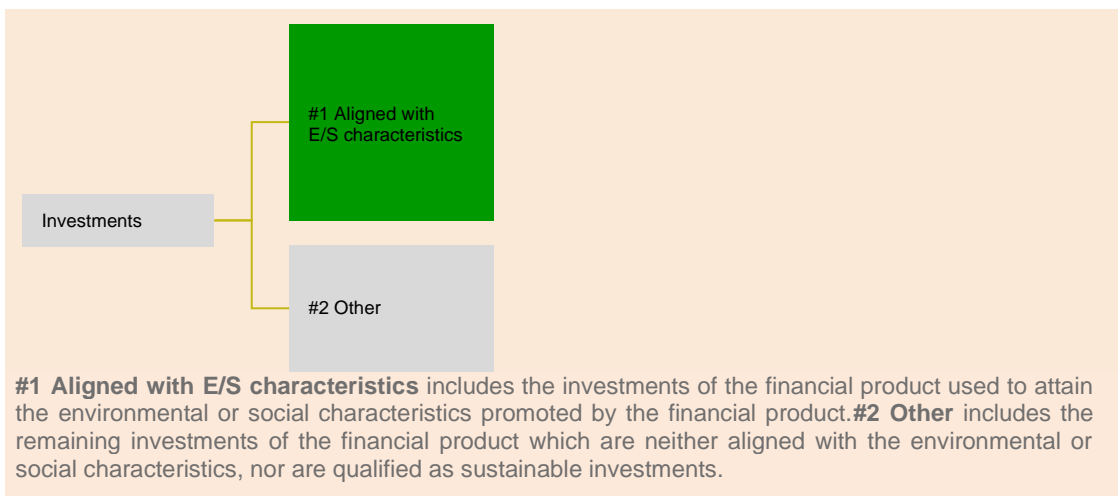 #1 Aligned with
E/S characteristics
Investments
#2 Other
#1 Aligned with E/S characteristics includes the investments of the financial product used to attain
the environmental or social characteristics promoted by the financial product.#2 Other includes the
remaining investments of the financial product which are neither aligned with the environmental or
social characteristics, nor are qualified as sustainable investments.